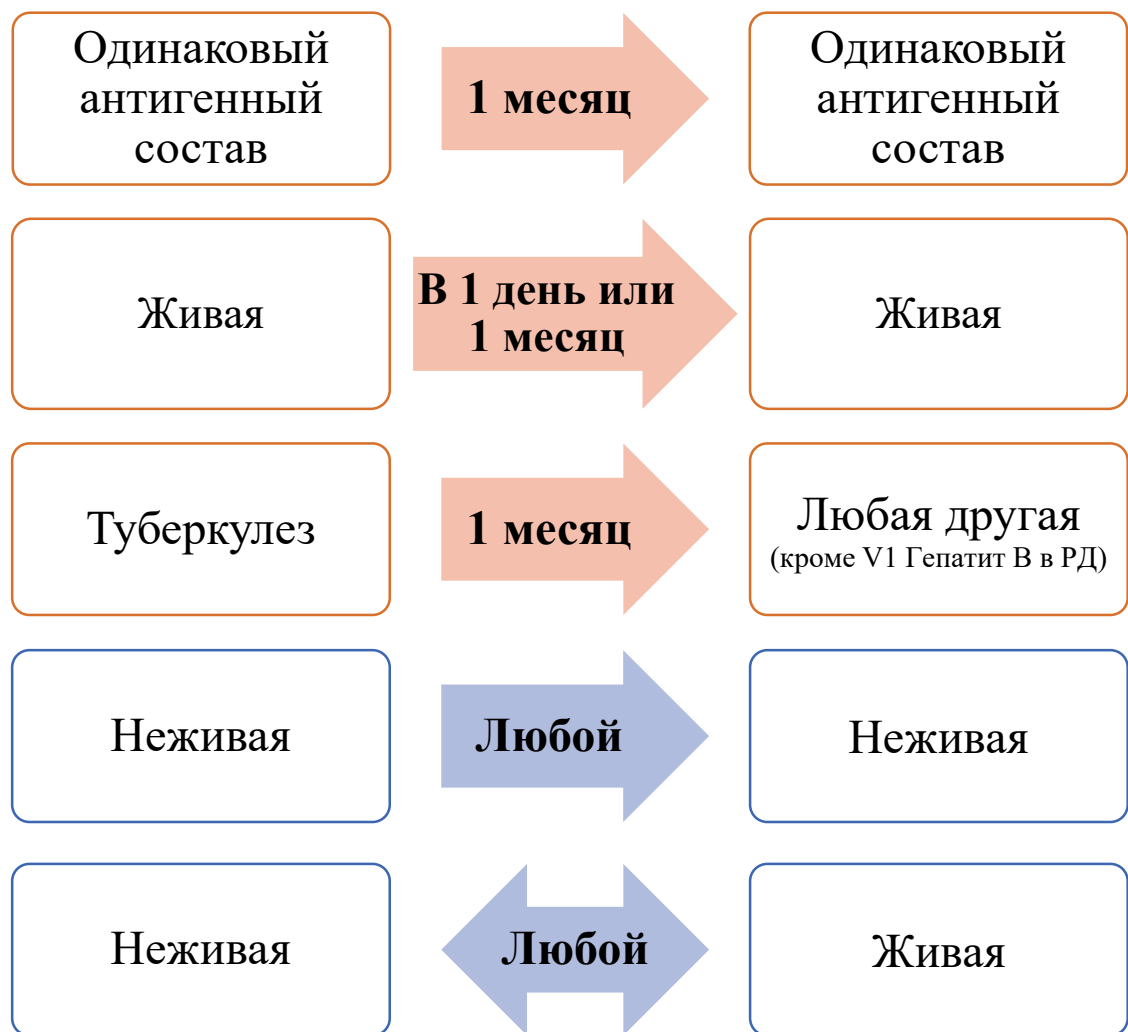 Одинаковый
антигенный
состав
1 месяц
Одинаковый
антигенный
состав
Живая
В 1 день или
1 месяц
Живая
Туберкулез
1 месяц
Любая другая
(кроме V1 Гепатит В в РД)
Неживая
Любой
Неживая
Неживая
Любой
Живая